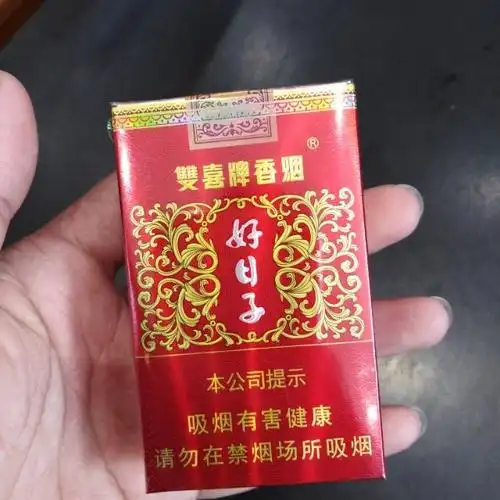 雙喜牌香烟®
好日子
本公司提示
吸烟有害健康
请勿在禁烟场所吸烟